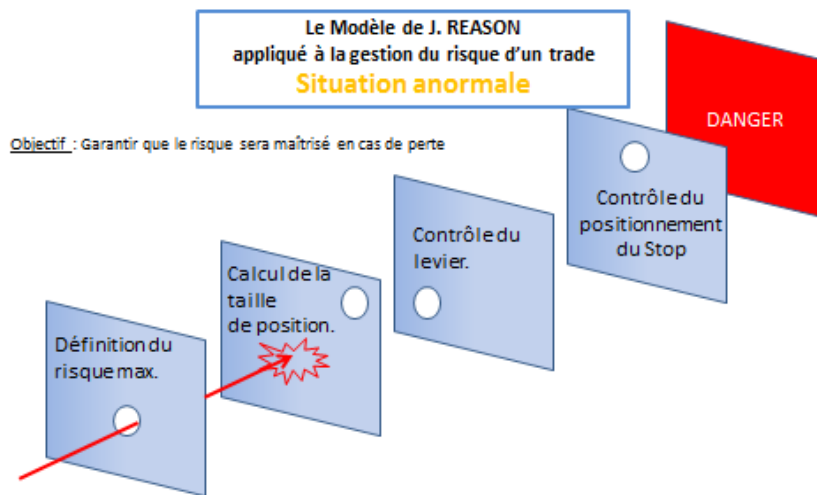 Le Modèle de J. REASON
appliqué à la gestion du risque d'un trade
Situation anormale
DANGER
Objectif : Garantir que le risque sera maîtrisé en cas de perte
Contrôle du
positionnement
du Stop
Contrôle du
levier.
Calcul de la
taille
de position.
Définition du
risque max.